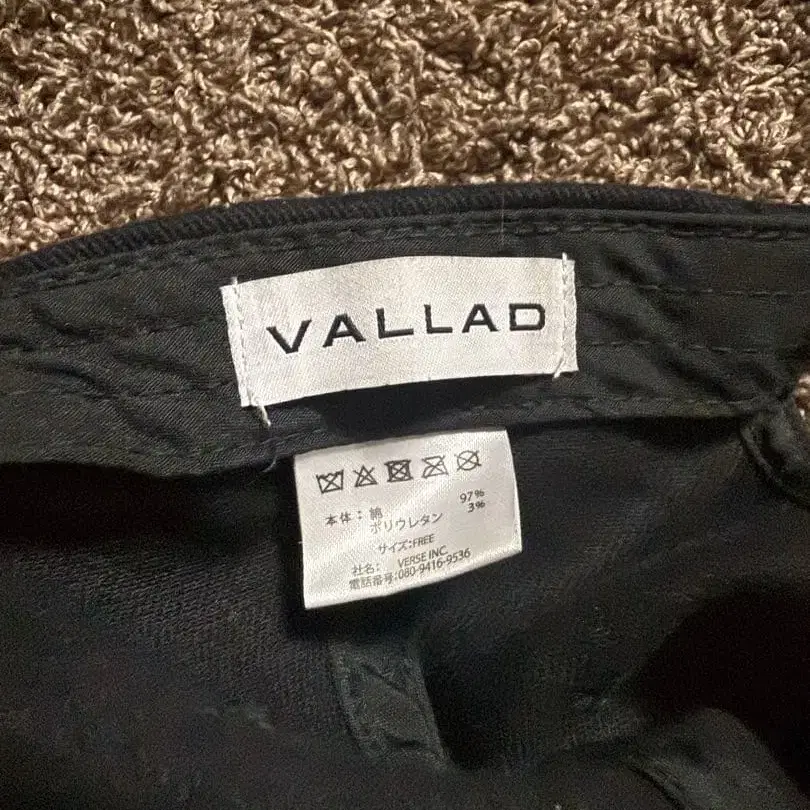 VALLAD
本体: 綿 97%
ポリウレタン 3%
サイズ:FREE
社名: VERSE INC.
電話番号:080-9416-9536